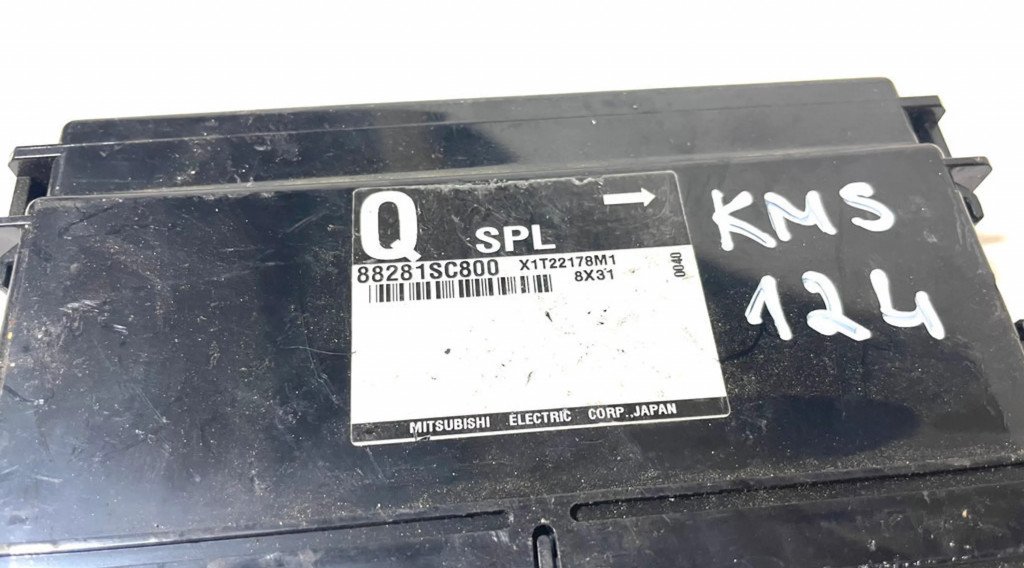 Q SPL
88281SC800 X1T22178M1
8X31
0040
MITSUBISHI ELECTRIC CORP.,JAPAN
KMS
124